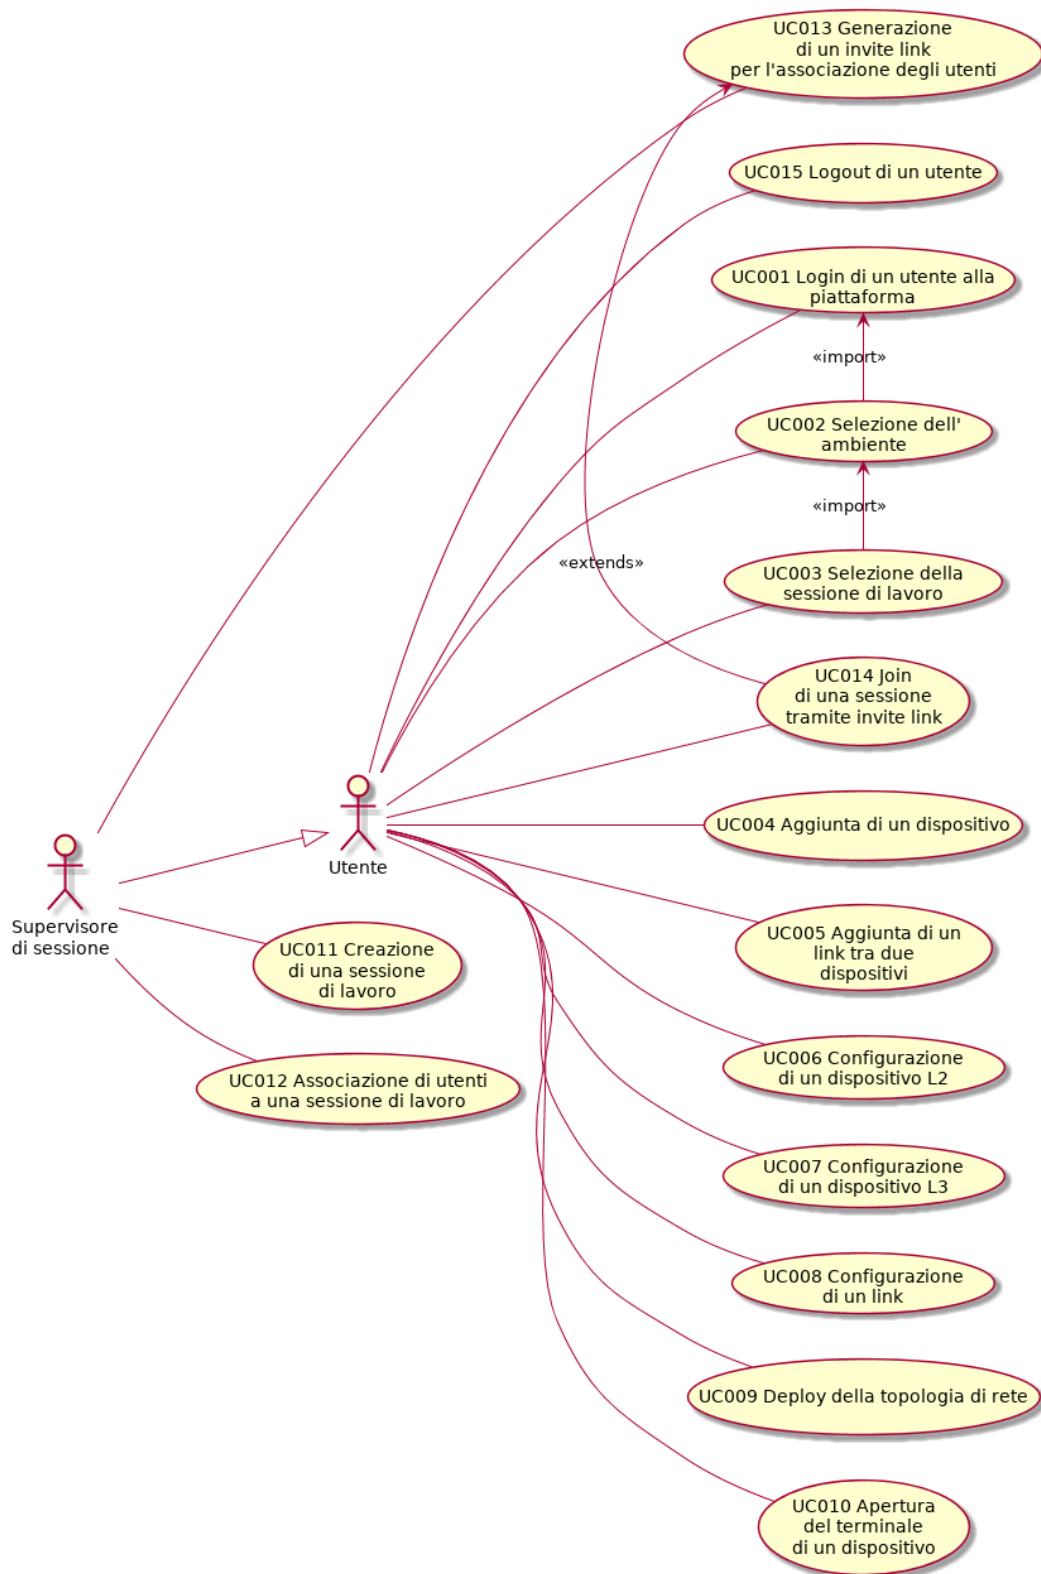 UC013 Generazione
di un invite link
per l'associazione degli utenti
UC015 Logout di un utente
UC001 Login di un utente alla
piattaforma
«import»
UC002 Selezione dell'
ambiente
«import»
«extends»
UC003 Selezione della
sessione di lavoro
UC014 Join
di una sessione
tramite invite link
UC004 Aggiunta di un dispositivo
Utente
Supervisore
di sessione
UC011 Creazione
di una sessione
di lavoro
UC005 Aggiunta di un
link tra due
dispositivi
UC012 Associazione di utenti
a una sessione di lavoro
UC006 Configurazione
di un dispositivo L2
UC007 Configurazione
di un dispositivo L3
UC008 Configurazione
di un link
UC009 Deploy della topologia di rete
UC010 Apertura
del terminale
di un dispositivo